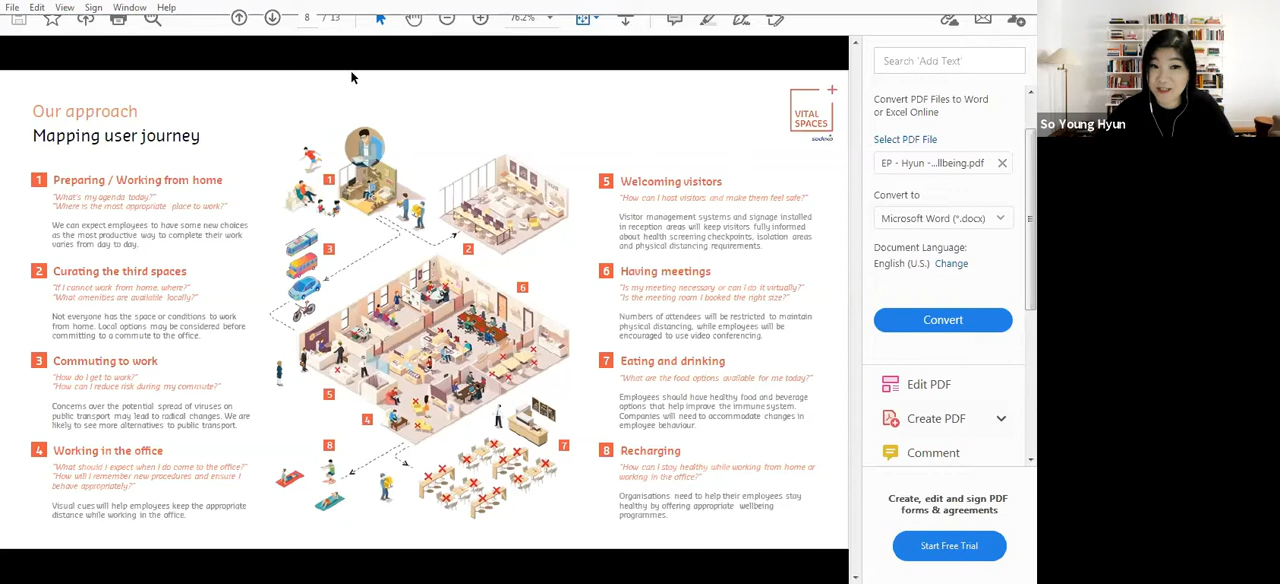 File Edit View Sign Window Help
8 / 13
76.2%
Our approach
Mapping user journey
VITAL
SPACES
sodexo
1 Preparing / Working from home
"What's my agenda today?"
"Where is the most appropriate place to work?"
We can expect employees to have some new choices
as the most productive way to complete their work
varies from day to day.
2 Curating the third spaces
"If I cannot work from home, where?"
"What amenities are available locally?"
Not everyone has the space or conditions to work
from home. Local options may be considered before
committing to a commute to the office.
3 Commuting to work
"How do I get to work?"
"How can I reduce risk during my commute?"
Concerns over the potential spread of viruses on
public transport may lead to radical changes. We are
likely to see more alternatives to public transport.
4 Working in the office
"What should I expect when I do come to the office?"
"How will I remember new procedures and ensure I
behave appropriately?"
Visual cues will help employees keep the appropriate
distance while working in the office.
1
2
3
6
5
4
8
7
5 Welcoming visitors
"How can I host visitors and make them feel safe?"
Visitor management systems and signage installed
in reception areas will keep visitors fully informed
about health screening checkpoints, isolation areas
and physical distancing requirements.
6 Having meetings
"Is my meeting necessary or can I do it virtually?"
"Is the meeting room I booked the right size?"
Numbers of attendees will be restricted to maintain
physical distancing, while employees will be
encouraged to use video conferencing.
7 Eating and drinking
"What are the food options available for me today?"
Employees should have healthy food and beverage
options that help improve the immune system.
Companies will need to accommodate changes in
employee behaviour.
8 Recharging
"How can I stay healthy while working from home or
working in the office?"
Organisations need to help their employees stay
healthy by offering appropriate wellbeing
programmes.
Search 'Add Text'
Convert PDF Files to Word
or Excel Online
Select PDF File
EP - Hyun -...llbeing.pdf
Convert to
Microsoft Word (*.docx)
Document Language:
English (U.S.) Change
Convert
Edit PDF
Create PDF
Comment
Create, edit and sign PDF
forms & agreements
Start Free Trial
So Young Hyun